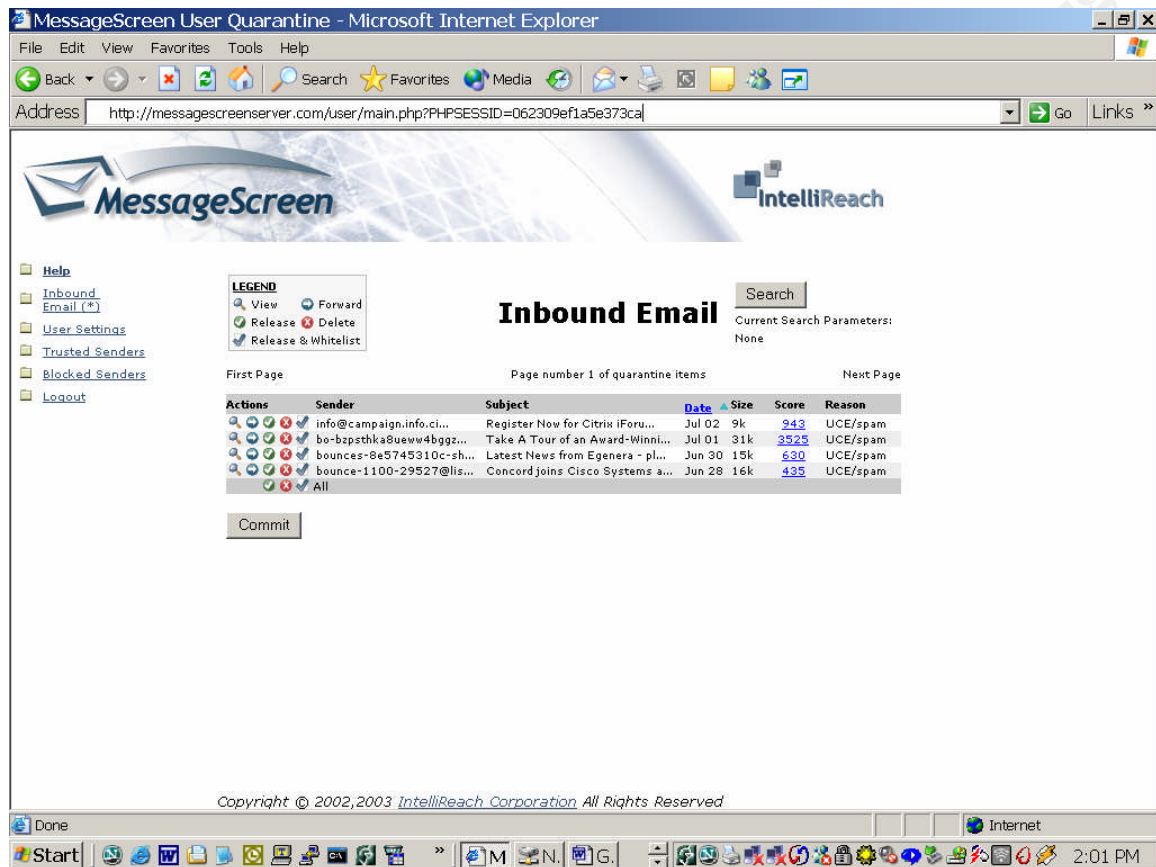 MessageScreen User Quarantine - Microsoft Internet Explorer
File Edit View Favorites Tools Help
Back Search Favorites Media
Address http://messagescreenserver.com/user/main.php?PHPSESSID=062309ef1a5e373ca Go Links »
MessageScreen
IntelliReach
Help
Inbound
Email (*)
User Settings
Trusted Senders
Blocked Senders
Logout
LEGEND
View Forward
Release Delete
Release & Whitelist
Inbound Email
Search
Current Search Parameters:
None
First Page Page number 1 of quarantine items Next Page
Actions Sender Subject Date Size Score Reason
info@campaign.info.ci... Register Now for Citrix iForu... Jul 02 9k 943 UCE/spam
bo-bzpsthka8ueww4bggz... Take A Tour of an Award-Winni... Jul 01 31k 3525 UCE/spam
bounces-8e5745310c-sh... Latest News from Egenera - pl... Jun 30 15k 630 UCE/spam
bounce-1100-29527@lis... Concord joins Cisco Systems a... Jun 28 16k 435 UCE/spam
All
Commit
Copyright © 2002,2003 IntelliReach Corporation All Rights Reserved
Done Internet
Start » M N. G. 2:01 PM